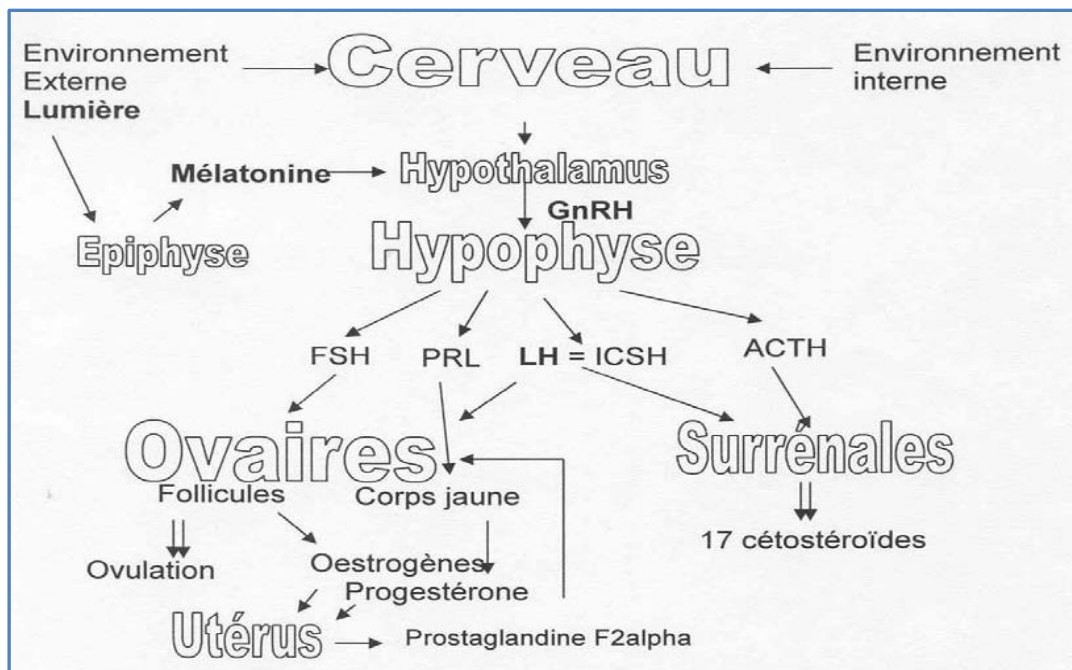 Environnement
Externe
Lumière
Cerveau
Environnement
interne
Mélatonine
Hypothalamus
GnRH
Epiphyse
Hypophyse
FSH
PRL
LH = ICSH
ACTH
Ovaires
Surrénales
Follicules
Corps jaune
17 cétostéroïdes
Ovulation
Oestrogènes
Progestérone
Utérus
Prostaglandine F2alpha